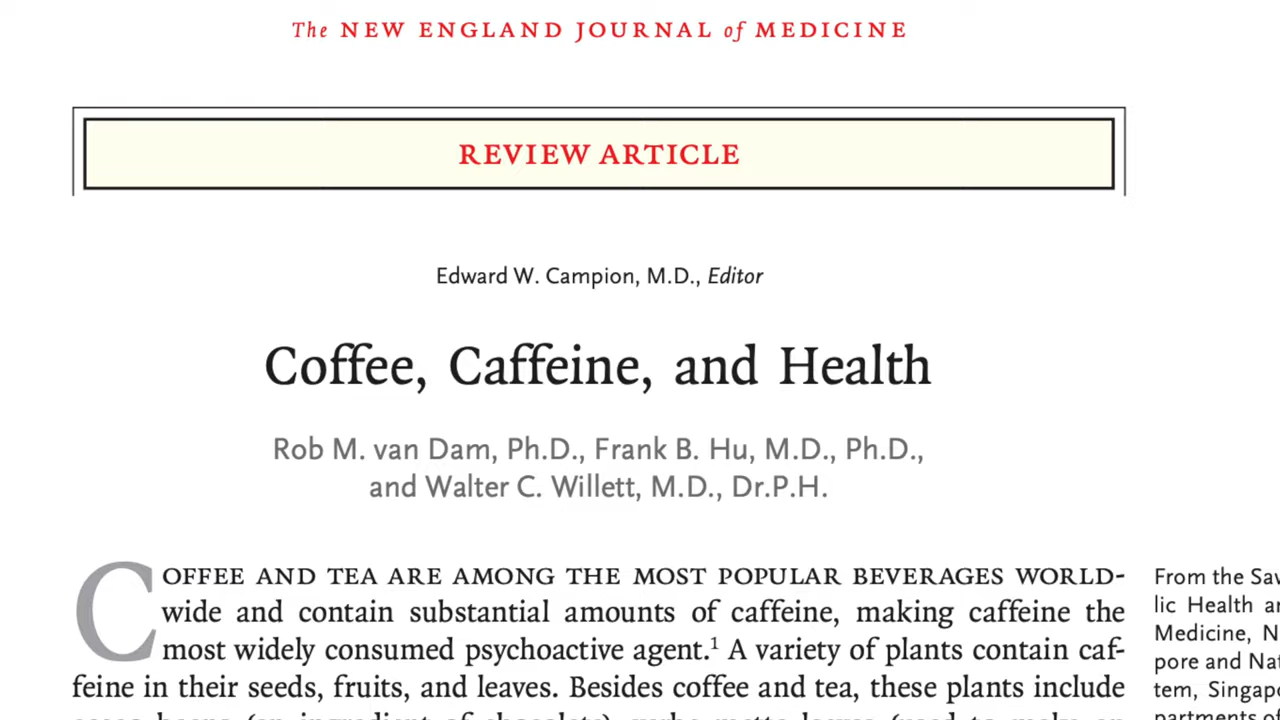 The NEW ENGLAND JOURNAL of MEDICINE
REVIEW ARTICLE
Edward W. Campion, M.D., Editor
Coffee, Caffeine, and Health
Rob M. van Dam, Ph.D., Frank B. Hu, M.D., Ph.D.,
and Walter C. Willett, M.D., Dr.P.H.
COFFEE AND TEA ARE AMONG THE MOST POPULAR BEVERAGES WORLD-
wide and contain substantial amounts of caffeine, making caffeine the
most widely consumed psychoactive agent.1 A variety of plants contain caf-
feine in their seeds, fruits, and leaves. Besides coffee and tea, these plants include
From the Sav
lic Health a
Medicine, N
pore and Nat
tem, Singapo